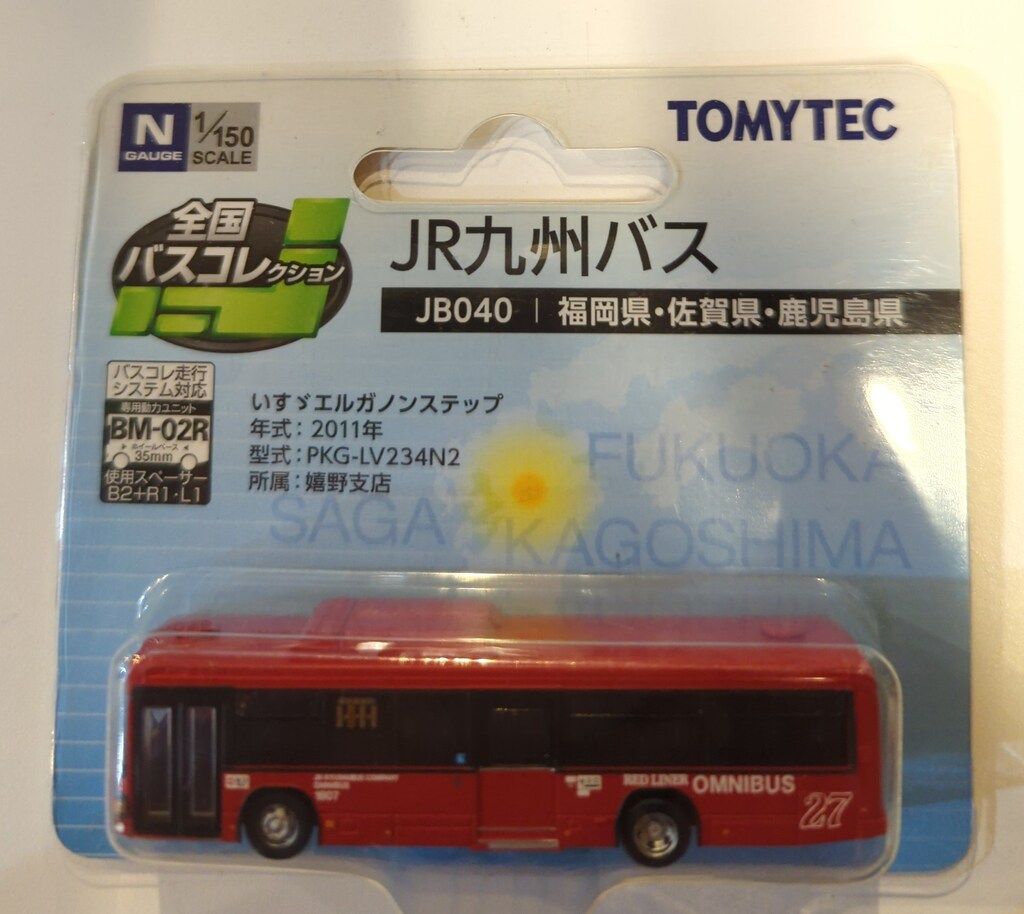 N
GAUGE
1/150
SCALE
TOMYTEC
全国
バスコレクション
JR九州バス
JB040 | 福岡県・佐賀県・鹿児島県
バスコレ走行
システム対応
専用動力ユニット
BM-02R
ホイールベース
35mm
使用スペーサー
B2+R1・L1
いすゞエルガノンステップ
年式：2011年
型式：PKG-LV234N2
所属：嬉野支店
FUKUOKA
SAGA
KAGOSHIMA
RED LINER OMNIBUS
27